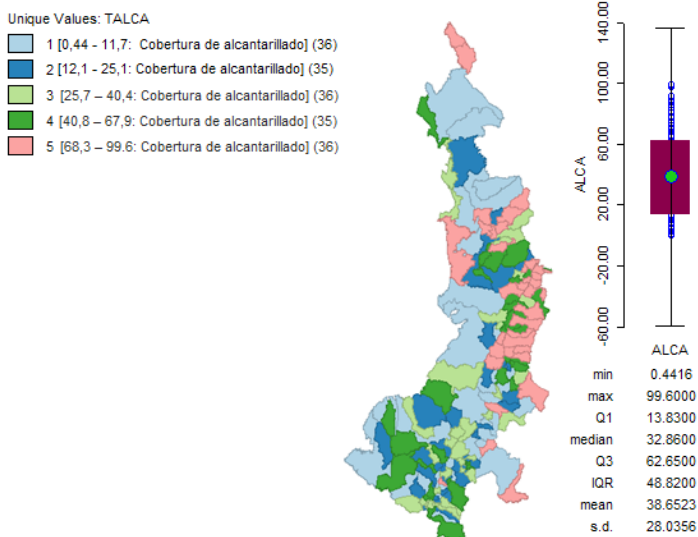 Unique Values: TALCA
1 [0,44 - 11,7: Cobertura de alcantarillado] (36)
2 [12,1 - 25,1: Cobertura de alcantarillado] (35)
3 [25,7 – 40,4: Cobertura de alcantarillado] (36)
4 [40,8 – 67,9: Cobertura de alcantarillado] (35)
5 [68,3 – 99.6: Cobertura de alcantarillado] (36)
140.00
100.00
60.00
20.00
-20.00
-60.00
ALCA
ALCA
min 0.4416
max 99.6000
Q1 13.8300
median 32.8600
Q3 62.6500
IQR 48.8200
mean 38.6523
s.d. 28.0356